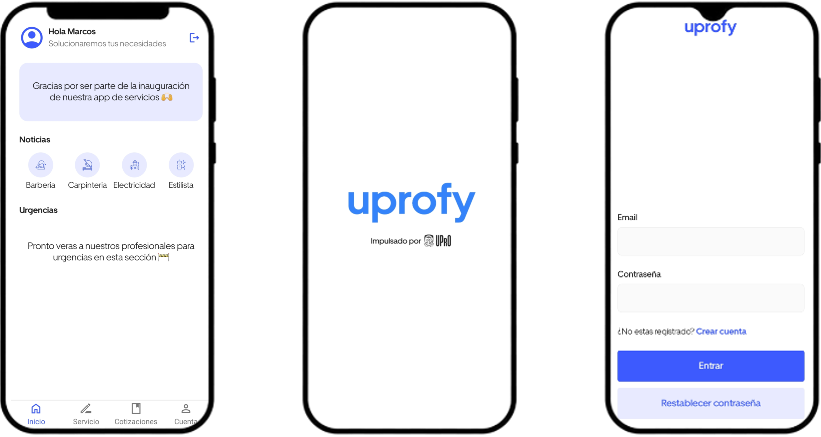 Hola Marcos
Solucionaremos tus necesidades
Gracias por ser parte de la inauguración
de nuestra app de servicios 🙌
Noticias
Barbería Carpintería Electricidad Estilista
Urgencias
Pronto veras a nuestros profesionales para
urgencias en esta sección 🚧
Inicio Servicio Cotizaciones Cuenta
uprofy
Impulsado por UPRO
uprofy
Email
Contraseña
¿No estas registrado? Crear cuenta
Entrar
Restablecer contraseña